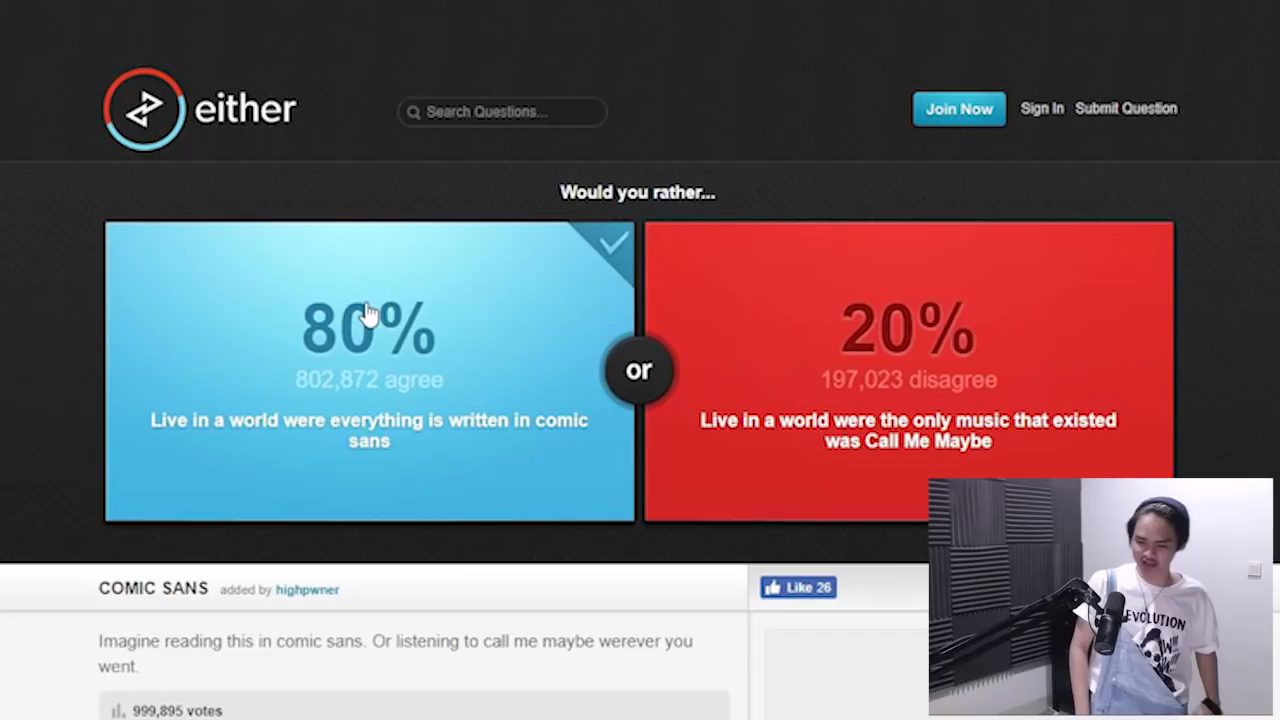 either
Search Questions...
Join Now
Sign In
Submit Question
Would you rather...
80%
802,872 agree
Live in a world were everything is written in comic
sans
or
20%
197,023 disagree
Live in a world were the only music that existed
was Call Me Maybe
COMIC SANS added by highpwner
Like 26
Imagine reading this in comic sans. Or listening to call me maybe werever you
went.
999,895 votes
EVOLUTION